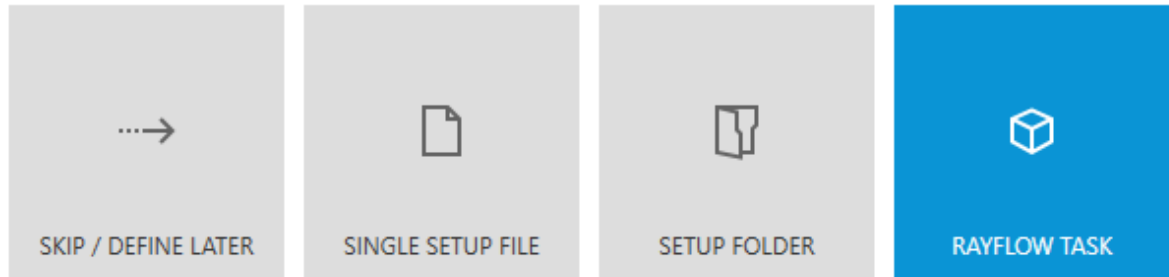 SKIP / DEFINE LATER
SINGLE SETUP FILE
SETUP FOLDER
RAYFLOW TASK